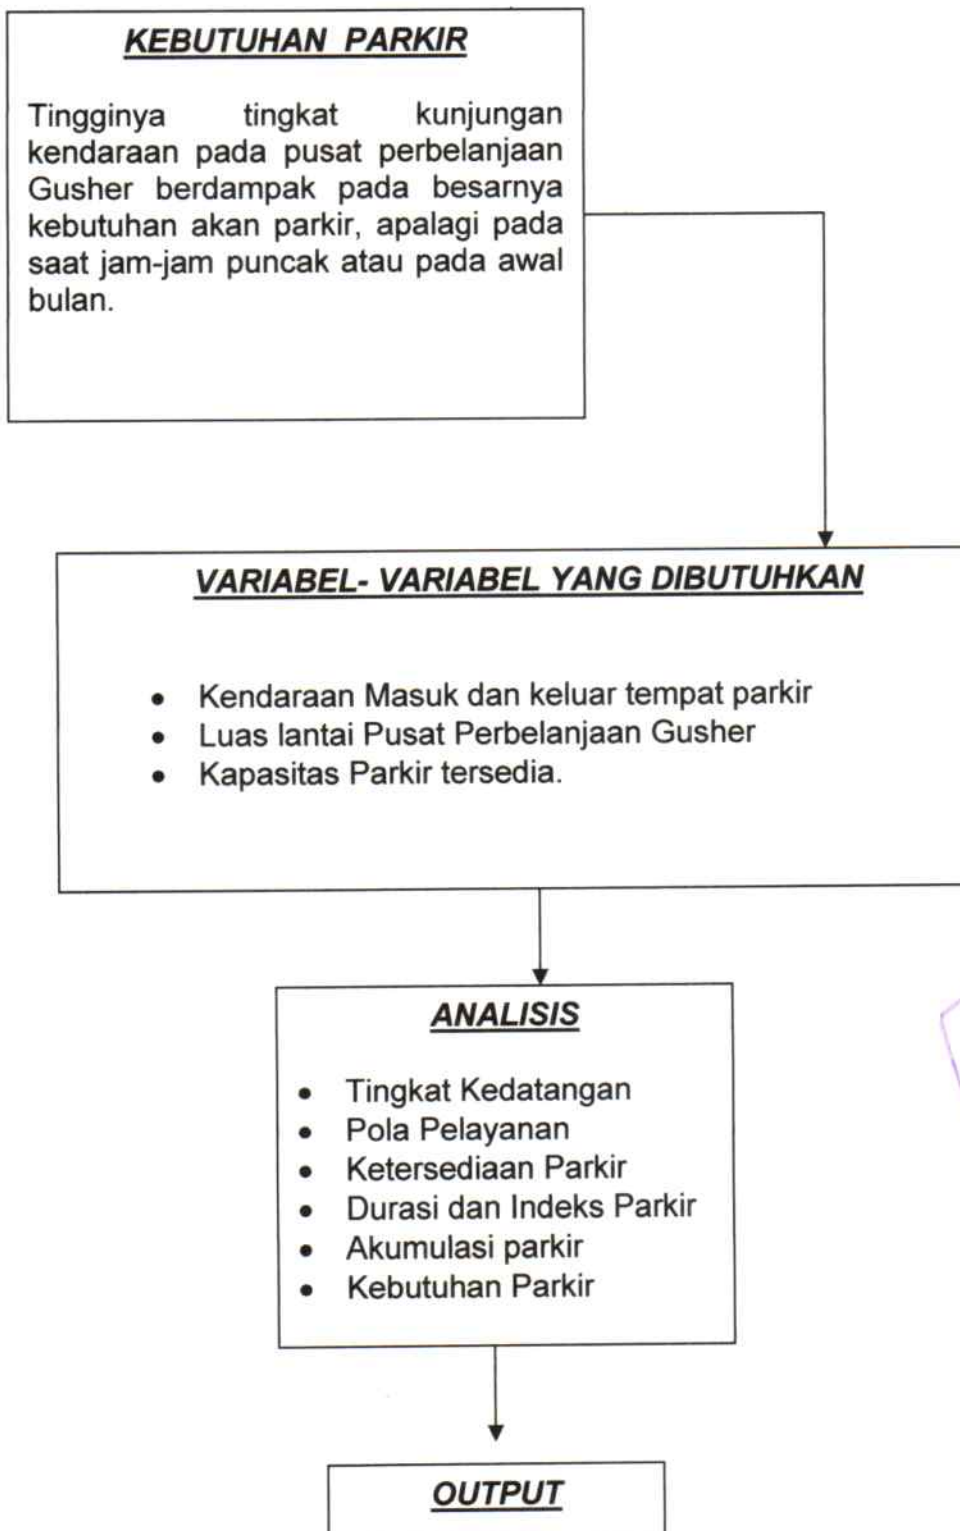 KEBUTUHAN PARKIR
Tingginya tingkat kunjungan
kendaraan pada pusat perbelanjaan
Gusher berdampak pada besarnya
kebutuhan akan parkir, apalagi pada
saat jam-jam puncak atau pada awal
bulan.
VARIABEL- VARIABEL YANG DIBUTUHKAN
• Kendaraan Masuk dan keluar tempat parkir
• Luas lantai Pusat Perbelanjaan Gusher
• Kapasitas Parkir tersedia.
ANALISIS
• Tingkat Kedatangan
• Pola Pelayanan
• Ketersediaan Parkir
• Durasi dan Indeks Parkir
• Akumulasi parkir
• Kebutuhan Parkir
OUTPUT